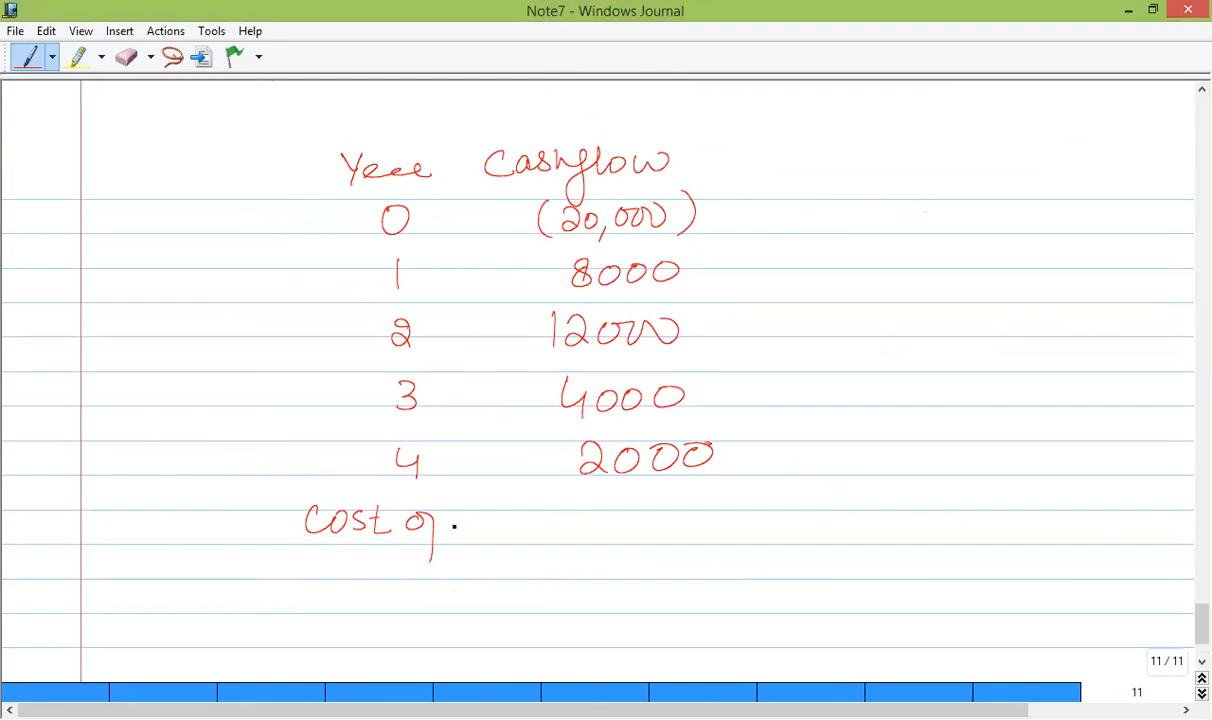 Note7 - Windows Journal
File Edit View Insert Actions Tools Help
Year Cashflow
0 (20,000)
1 8000
2 12000
3 4000
4 2000
Cost of
11 / 11
11